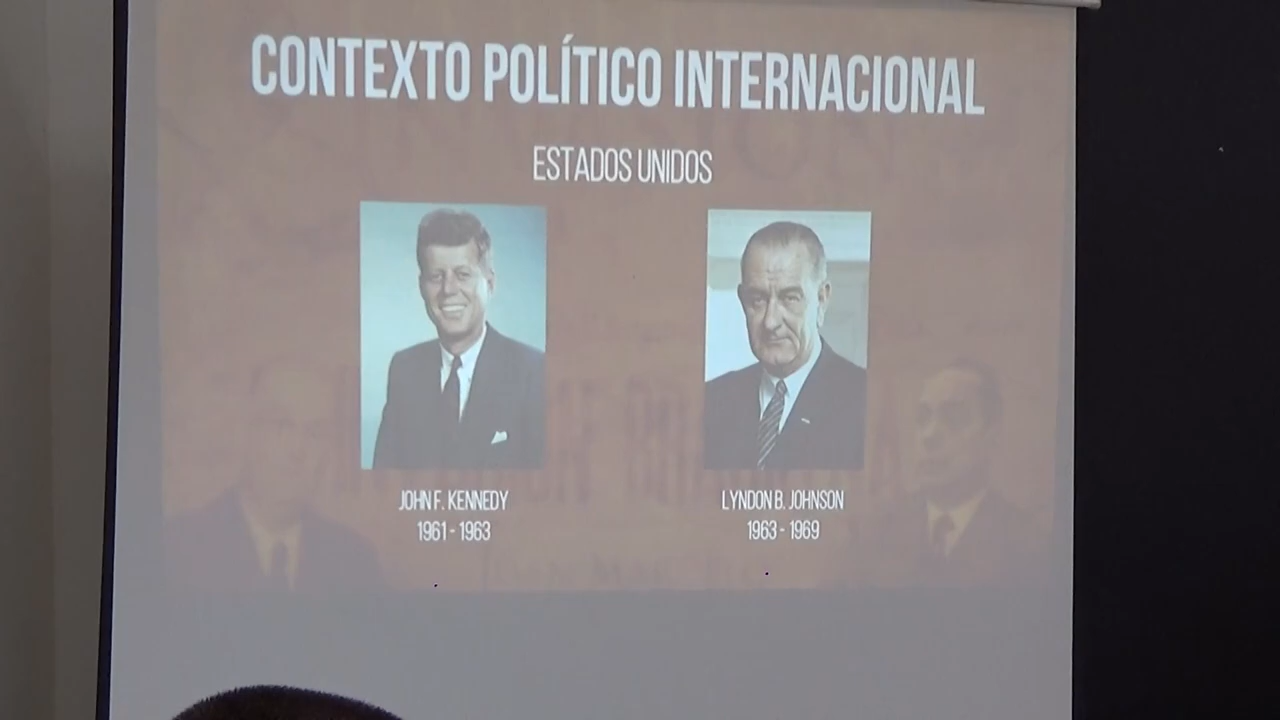 CONTEXTO POLÍTICO INTERNACIONAL
ESTADOS UNIDOS
JOHN F. KENNEDY
1961 - 1963
LYNDON B. JOHNSON
1963 - 1969